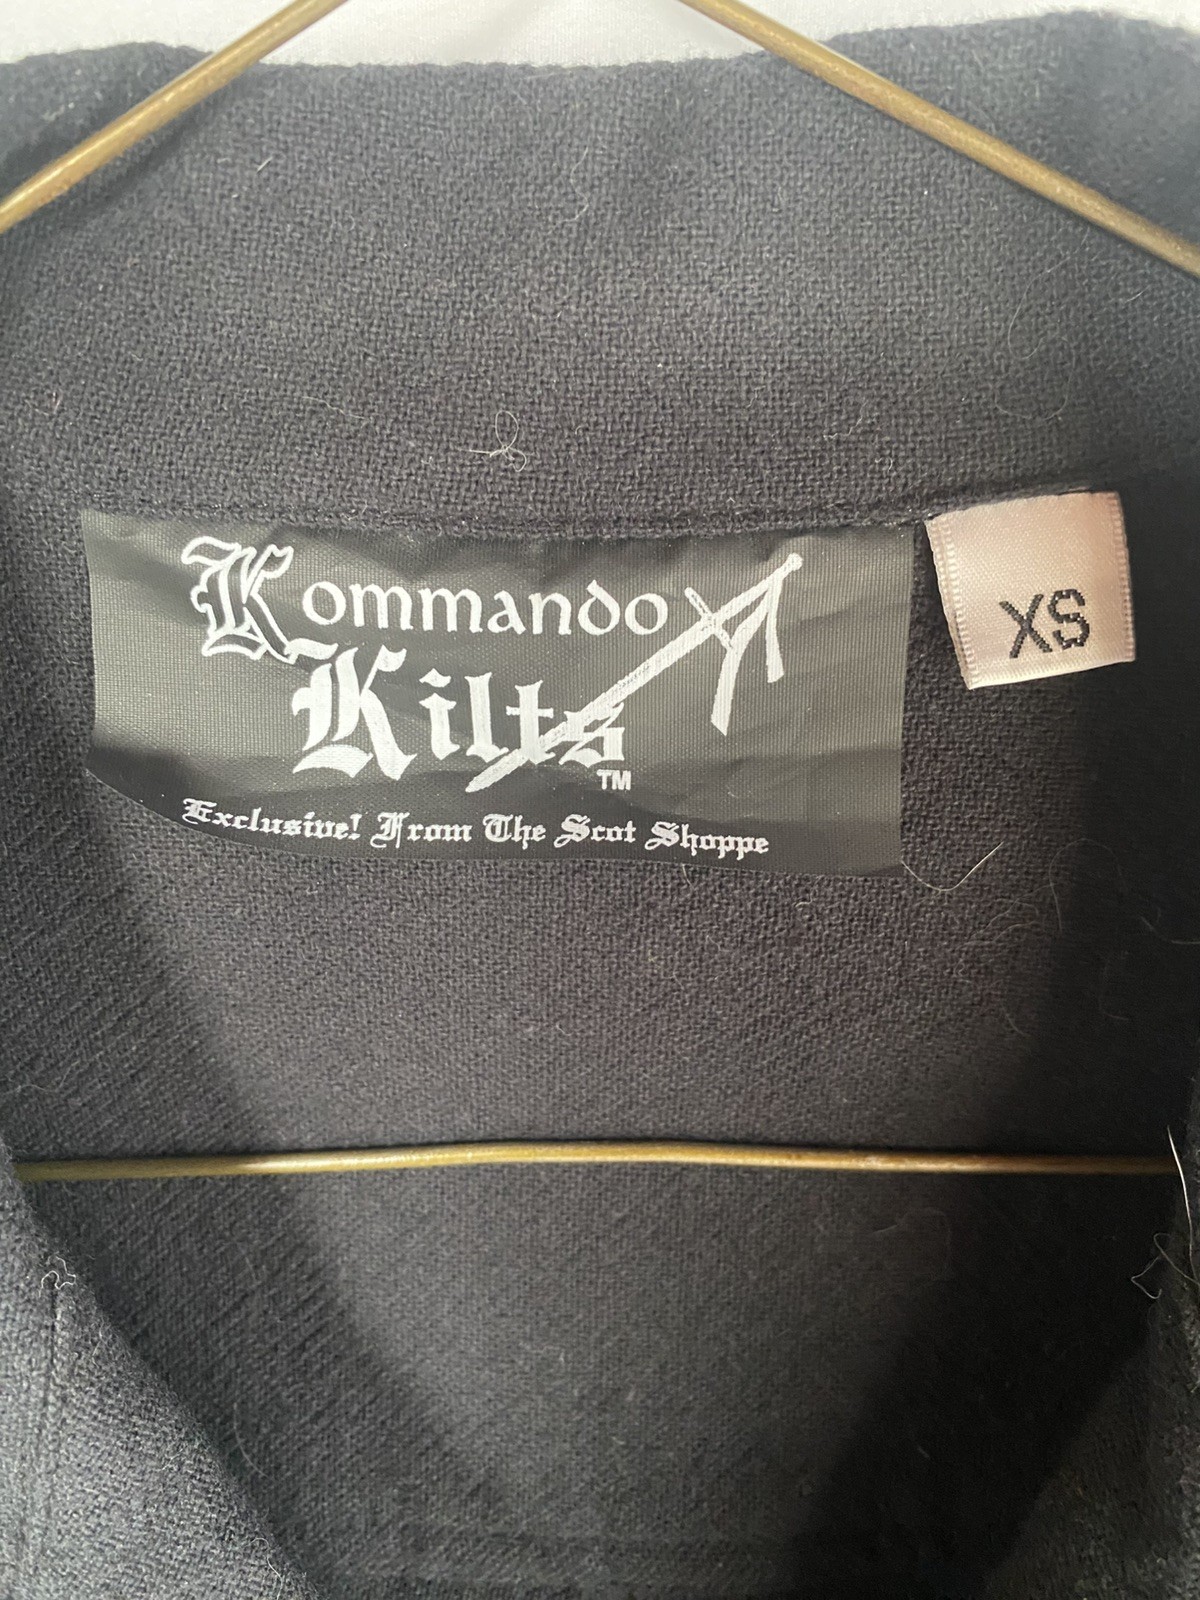 Kommando
Kilts
TM
Exclusive! From The Scot Shoppe
XS